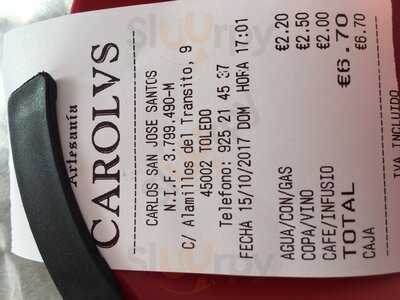 Artesanía
CAROLVS
CARLOS SAN JOSE SANTOS
N.I.F. 3.799.490-M
C/ Alamillos del Transito, 9
45002 TOLEDO
Telefono: 925 21 45 37
FECHA 15/10/2017 DOM HORA 17:01
AGUA/CON/GAS €2.20
COPA/VINO €2.50
CAFE/INFUSIO €2.00
TOTAL €6.70
CAJA €6.70
IVA INCLUIDO
Sluurpy